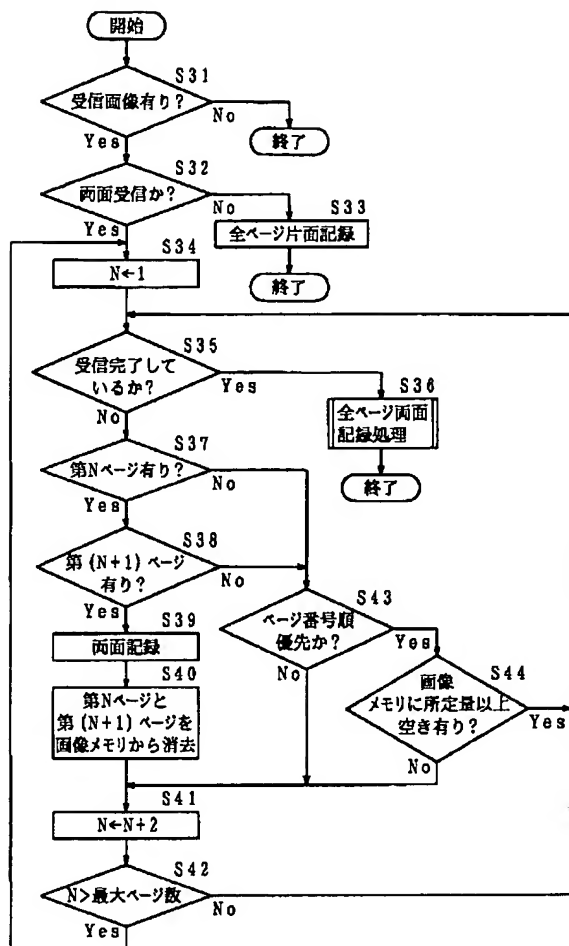 開始
S31
受信画像有り?
No
Yes
終了
S32
両面受信か?
No
Yes
S33
全ページ片面記録
終了
S34
N←1
S35
受信完了して
いるか?
Yes
No
S36
全ページ両面
記録処理
終了
S37
第Nページ有り?
No
Yes
S38
第(N+1)ページ
有り?
No
Yes
S43
ページ番号順
優先か?
Yes
No
S39
両面記録
S44
画像
メモリに所定量以上
空き有り?
Yes
No
S40
第Nページと
第(N+1)ページを
画像メモリから消去
S41
N←N+2
S42
N>最大ページ数
No
Yes